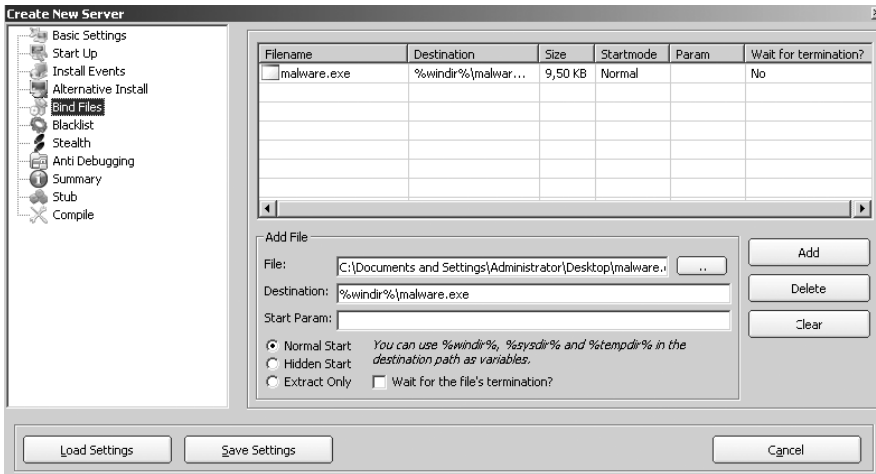 Create New Server
Basic Settings
Start Up
Install Events
Alternative Install
Bind Files
Blacklist
Stealth
Anti Debugging
Summary
Stub
Compile
Filename Destination Size Startmode Param Wait for termination?
malware.exe %windir%\malwar... 9,50 KB Normal No
Add File
File: C:\Documents and Settings\Administrator\Desktop\malware. ..
Destination: %windir%\malware.exe
Start Param:
Normal Start
Hidden Start
Extract Only
You can use %windir%, %sysdir% and %tempdir% in the
destination path as variables.
Wait for the file's termination?
Add
Delete
Clear
Load Settings Save Settings Cancel